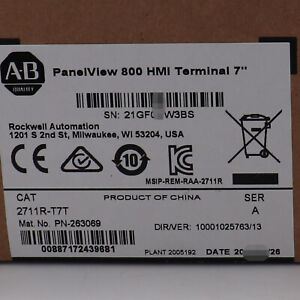 AB
QUALITY
PanelView 800 HMI Terminal 7"
SN:
Rockwell Automation
1201 S 2nd St, Milwaukee, WI 53204,
USA
10
MSIP-REM-RAA-2711R
CAT
PRODUCT OF CHINA
SER
2711R-T7T
A
Mat. No. PN-263069
DIR/VER: 10001025763/13
00887172439681
PLANT 2005192
DATE